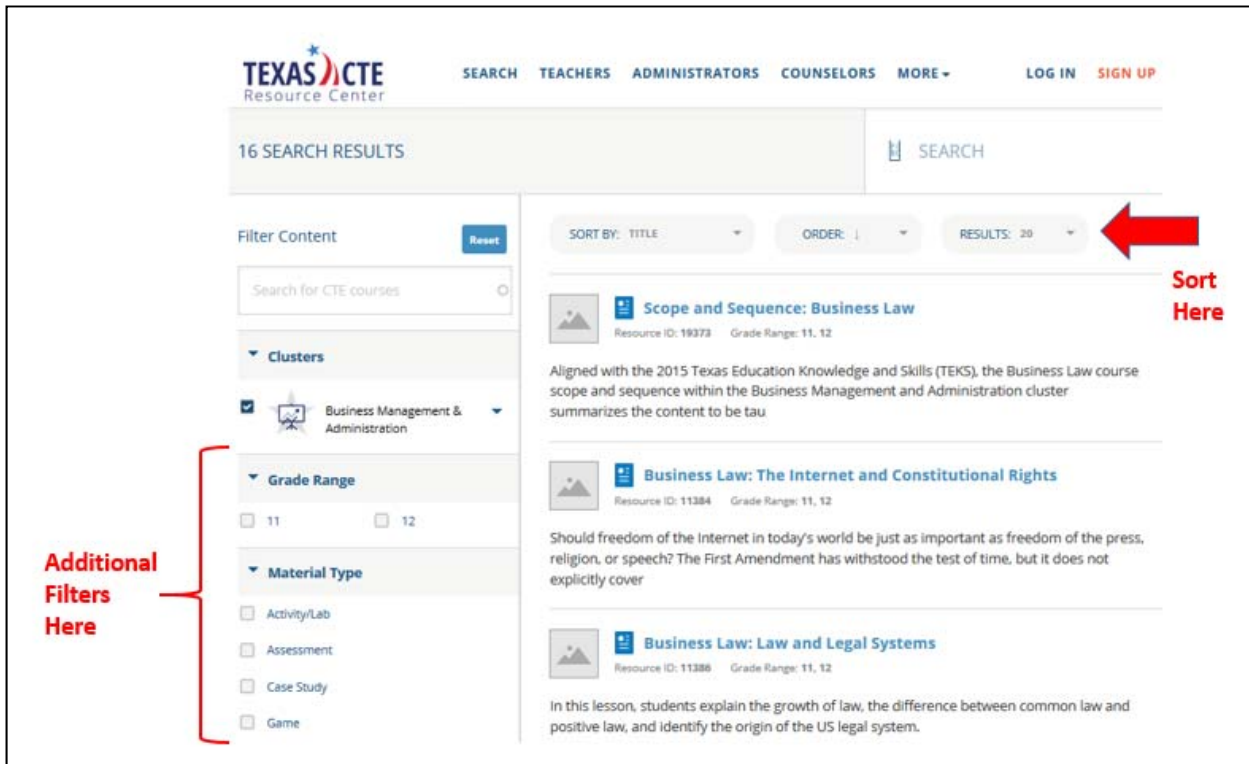 TEXAS CTE
Resource Center
SEARCH TEACHERS ADMINISTRATORS COUNSELORS MORE LOG IN SIGN UP
16 SEARCH RESULTS
SEARCH
Filter Content
Reset
Search for CTE courses
Clusters
Business Management &
Administration
Additional
Filters
Here
Grade Range
11 12
Material Type
Activity/Lab
Assessment
Case Study
Game
SORT BY: TITLE ORDER: ↓ RESULTS: 20
Sort
Here
Scope and Sequence: Business Law
Resource ID: 19373 Grade Range: 11, 12
Aligned with the 2015 Texas Education Knowledge and Skills (TEKS), the Business Law course
scope and sequence within the Business Management and Administration cluster
summarizes the content to be tau
Business Law: The Internet and Constitutional Rights
Resource ID: 11384 Grade Range: 11, 12
Should freedom of the Internet in today's world be just as important as freedom of the press,
religion, or speech? The First Amendment has withstood the test of time, but it does not
explicitly cover
Business Law: Law and Legal Systems
Resource ID: 11386 Grade Range: 11, 12
In this lesson, students explain the growth of law, the difference between common law and
positive law, and identify the origin of the US legal system.